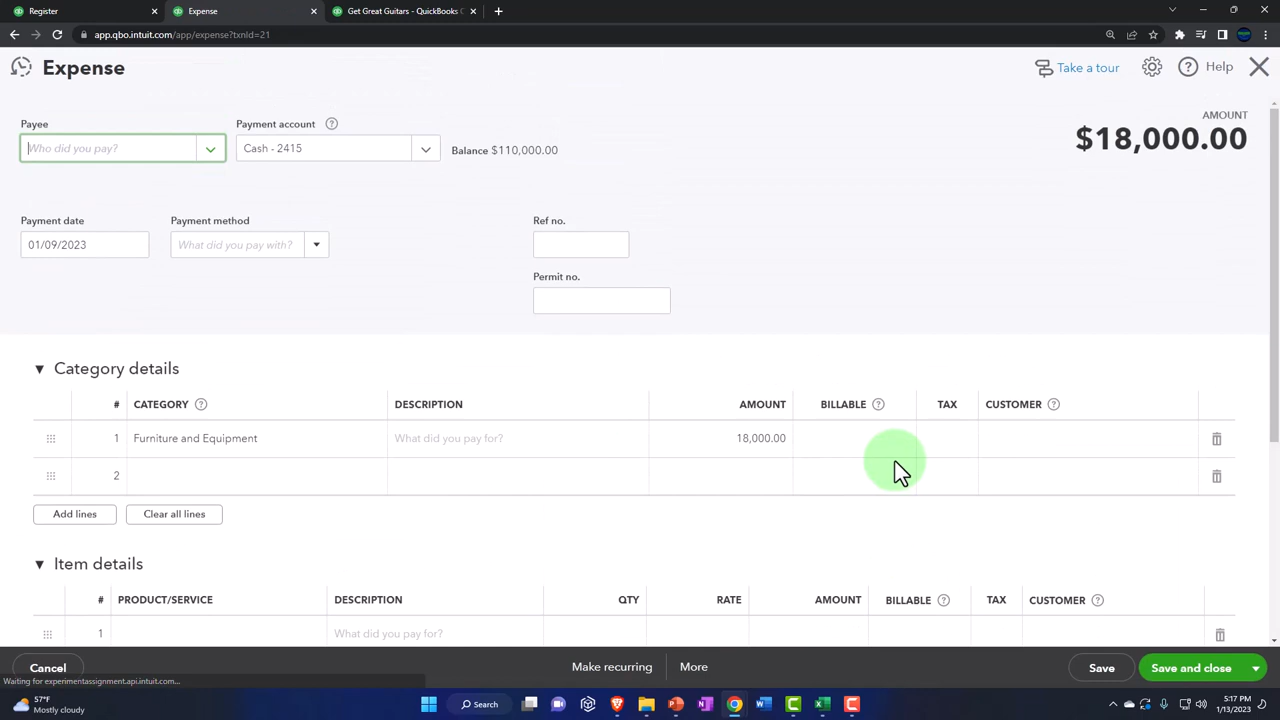 Register
Expense
Get Great Guitars - QuickBooks
app.qbo.intuit.com/app/expense?txnId=21
Expense
Take a tour
Help
Payee
Payment account
AMOUNT
$18,000.00
Who did you pay?
Cash - 2415
Balance $110,000.00
Payment date
Payment method
Ref no.
01/09/2023
What did you pay with?
Permit no.
Category details
# CATEGORY DESCRIPTION AMOUNT BILLABLE TAX CUSTOMER
1 Furniture and Equipment What did you pay for? 18,000.00
2
Add lines
Clear all lines
Item details
# PRODUCT/SERVICE DESCRIPTION QTY RATE AMOUNT BILLABLE TAX CUSTOMER
1 What did you pay for?
Cancel
Make recurring
More
Save
Save and close
Waiting for experimentassignment.api.intuit.com...
57°F
Mostly cloudy
Search
5:17 PM
1/13/2023